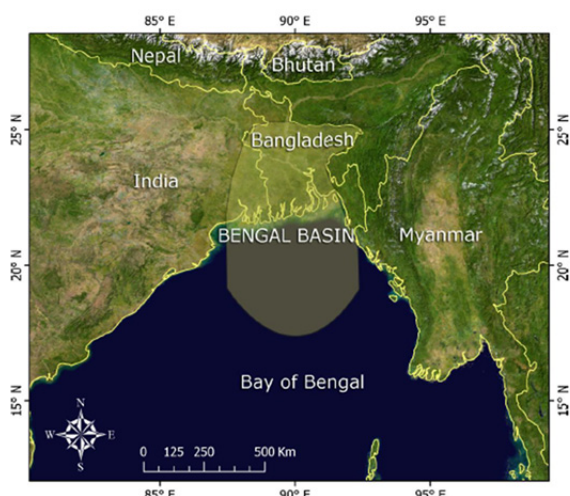 85° E 90° E 95° E
Nepal
Bhutan
25° N 25° N
Bangladesh
India
BENGAL BASIN
Myanmar
20° N 20° N
Bay of Bengal
15° N 15° N
N
W E
S
0 125 250 500 Km
85° E 90° E 95° E